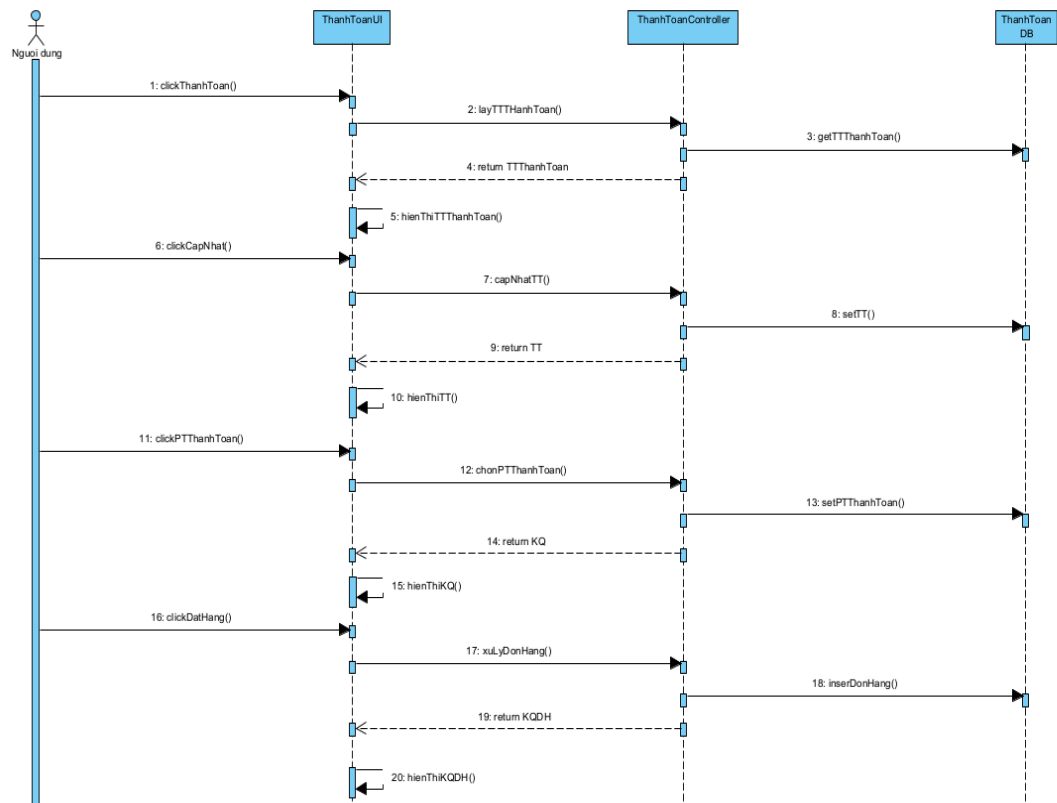 ThanhToanUI
ThanhToanController
ThanhToan
DB
Nguoi dung
1: clickThanhToan()
2: layTTTHanhToan()
3: getTTThanhToan()
4: return TTThanhToan
5: hienThiTTThanhToan()
6: clickCapNhat()
7: capNhatTT()
8: setTT()
9: return TT
10: hienThiTT()
11: clickPTThanhToan()
12: chonPTThanhToan()
13: setPTThanhToan()
14: return KQ
15: hienThiKQ()
16: clickDatHang()
17: xuLyDonHang()
18: inserDonHang()
19: return KQDH
20: hienThiKQDH()